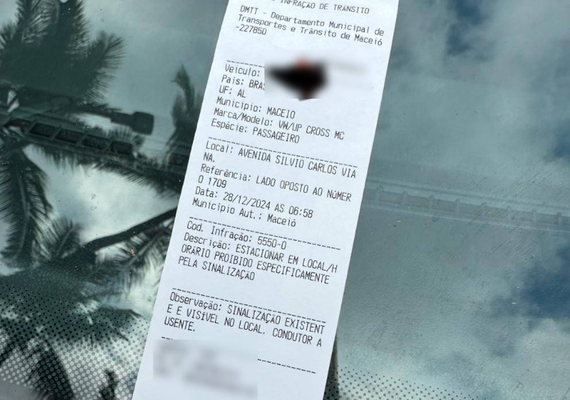 INFRAÇÃO DE TRÂNSITO
DMTT - Departamento Municipal de
Transportes e Trânsito de Maceió
-227850
Veículo:
País: BRAS
UF: AL
Município: MACEIO
Marca/Modelo: VW/UP CROSS MC
Espécie: PASSAGEIRO
Local: AVENIDA SILVIO CARLOS VIA
NA.
Referência: LADO OPOSTO AO NÚMER
O 1709
Data: 28/12/2024 AS 06:58
Município Aut.: Maceió
Cod. Infração: 5550-0
Descrição: ESTACIONAR EM LOCAL/H
ORÁRIO PROIBIDO ESPECIFICAMENTE
PELA SINALIZAÇÃO
Observação: SINALIZAÇÃO EXISTENT
E E VISÍVEL NO LOCAL. CONDUTOR A
USENTE.